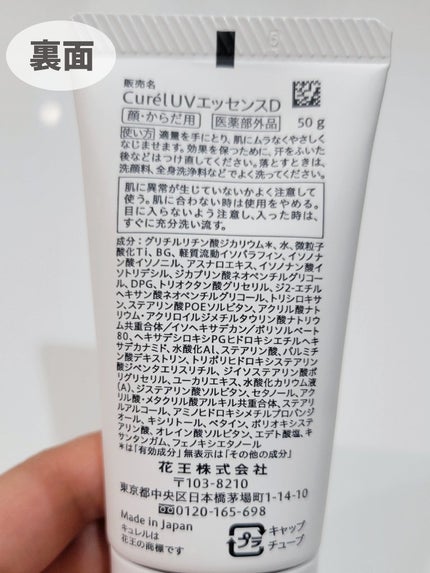 裏面
販売名
CurélUVエッセンスD
顔・からだ用 医薬部外品 50g
使い方 適量を手にとり、肌にムラなくやさしく
なじませます。効果を保つために、汗をふいた
後などはつけ直してください。落とすときは、
洗顔料、全身洗浄料などでよく洗ってください。
肌に異常が生じていないかよく注意して
使う。肌に合わない時は使用をやめる。
目に入らないよう注意し、入った時は、
すぐに充分洗い流す。
成分：グリチルリチン酸ジカリウム*、水、微粒子
酸化Ti、BG、軽質流動イソパラフィン、イソノナ
ン酸イソノニル、アスナロエキス、イソノナン酸イ
ソトリデシル、ジカプリン酸ネオペンチルグリコー
ル、DPG、トリオクタン酸グリセリル、ジ2-エチル
ヘキサン酸ネオペンチルグリコール、トリシロキサ
ン、ステアリン酸POEソルビタン、アクリル酸ナト
リウム・アクリロイルジメチルタウリン酸ナトリウ
ム共重合体/イソヘキサデカン/ポリソルベート
80、ヘキサデシロキシPGヒドロキシエチルヘキ
サデカナミド、水酸化Al、ステアリン酸、パルミチ
ン酸デキストリン、トリポリヒドロキシステアリン
酸ジペンタエリスリチル、ジイソステアリン酸ポ
リグリセリル、ユーカリエキス、水酸化カリウム液
(A)、ジステアリン酸ソルビタン、セタノール、アク
リル酸・メタクリル酸アルキル共重合体、ステアリ
ルアルコール、アミノヒドロキシメチルプロパンジ
オール、キシリトール、ベタイン、ポリオキシステ
アリン酸、オレイン酸ソルビタン、エデト酸塩、キ
サンタンガム、フェノキシエタノール
*は「有効成分」無表示は「その他の成分」
花王株式会社
〒103-8210
東京都中央区日本橋茅場町1-14-10
0120-165-698
Made in Japan
キュレルは
花王の商標です
プラ
キャップ
チューブ